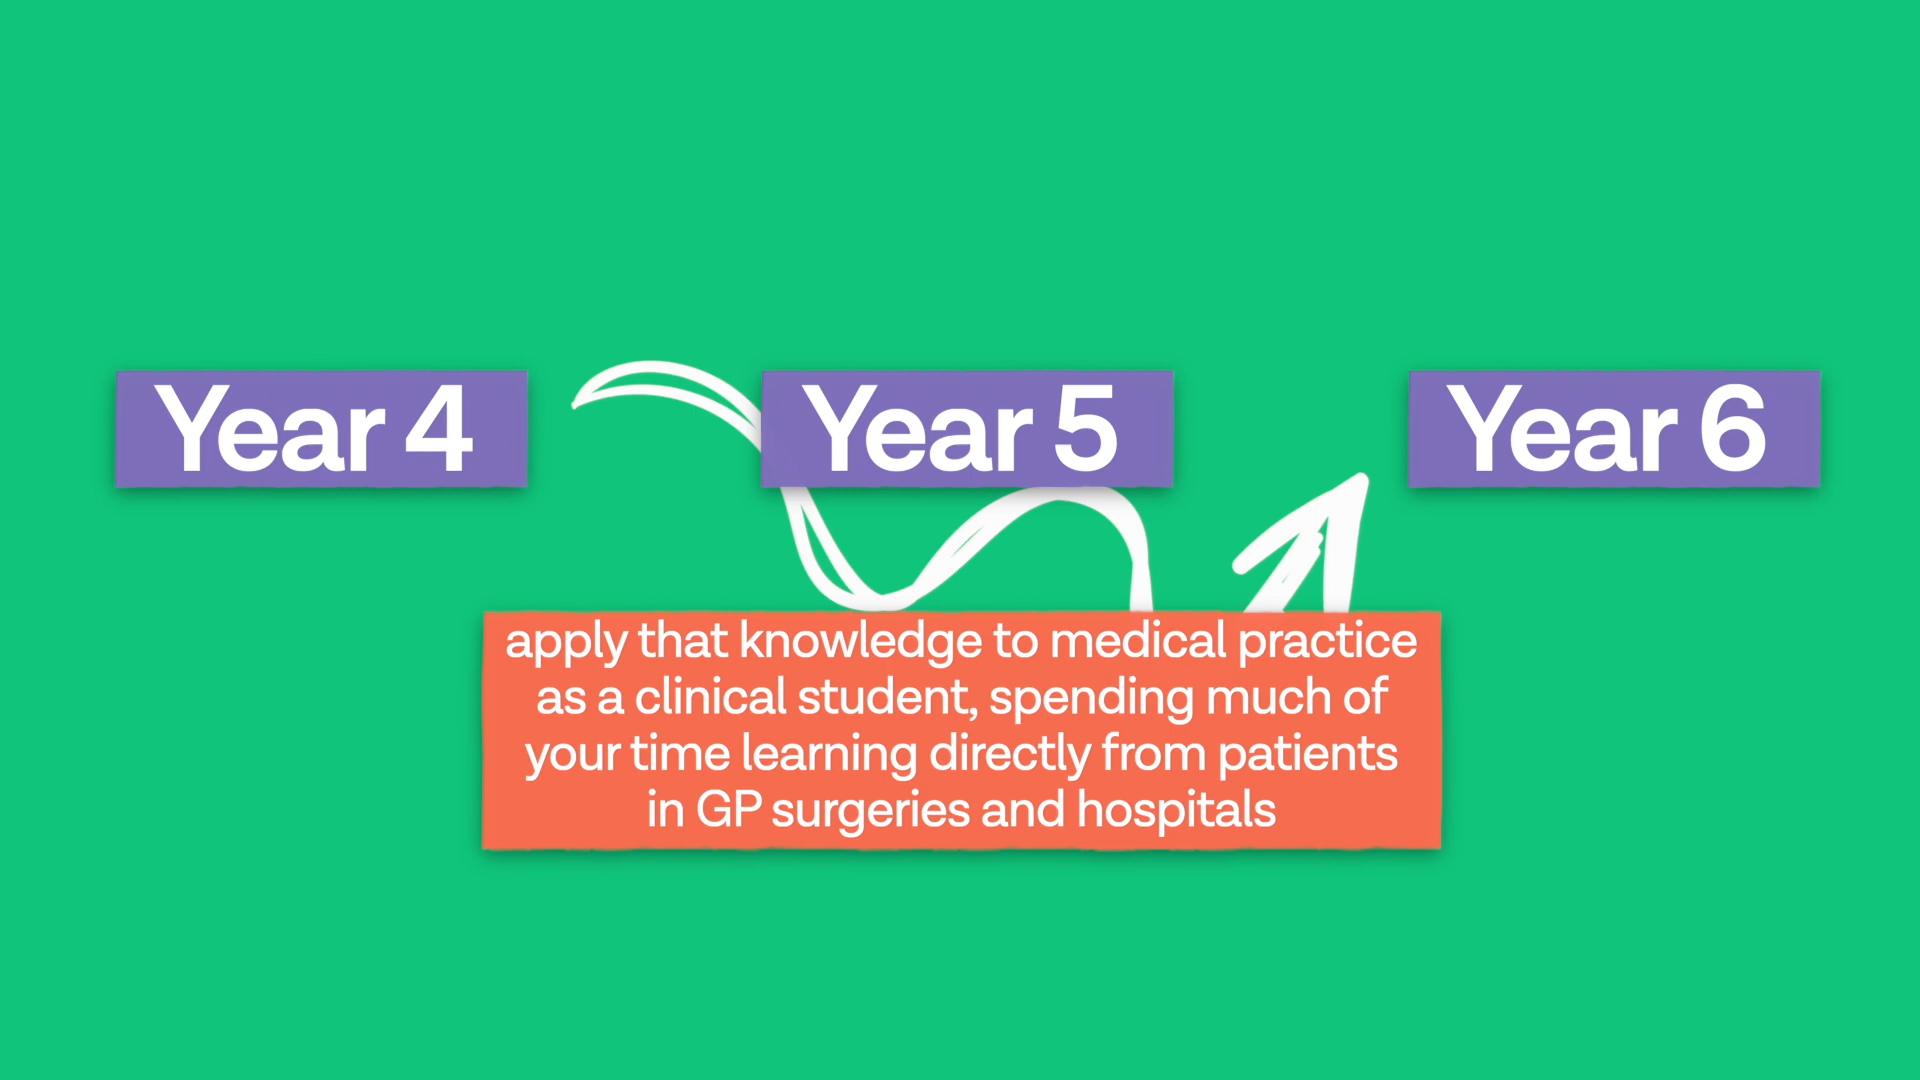 Year 4
Year 5
Year 6
apply that knowledge to medical practice
as a clinical student, spending much of
your time learning directly from patients
in GP surgeries and hospitals